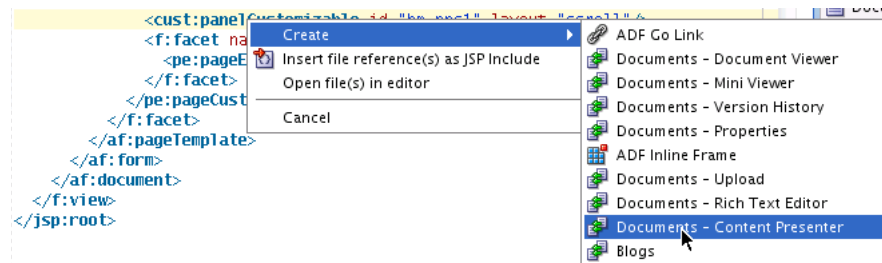 <cust:panelCustomizable id="hm_pnc1" layout="scroll"/>
<f:facet na
<pe:pageE
</f:facet>
</pe:pageCust
</f:facet>
</af:pageTemplate>
</af:form>
</af:document>
</f:view>
</jsp:root>
Create
Insert file reference(s) as JSP Include
Open file(s) in editor
Cancel
ADF Go Link
Documents - Document Viewer
Documents - Mini Viewer
Documents - Version History
Documents - Properties
ADF Inline Frame
Documents - Upload
Documents - Rich Text Editor
Documents - Content Presenter
Blogs